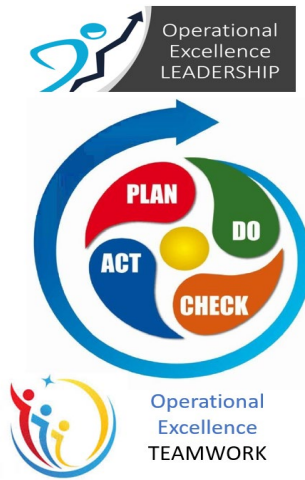 Operational
Excellence
LEADERSHIP
PLAN
DO
ACT
CHECK
Operational
Excellence
TEAMWORK